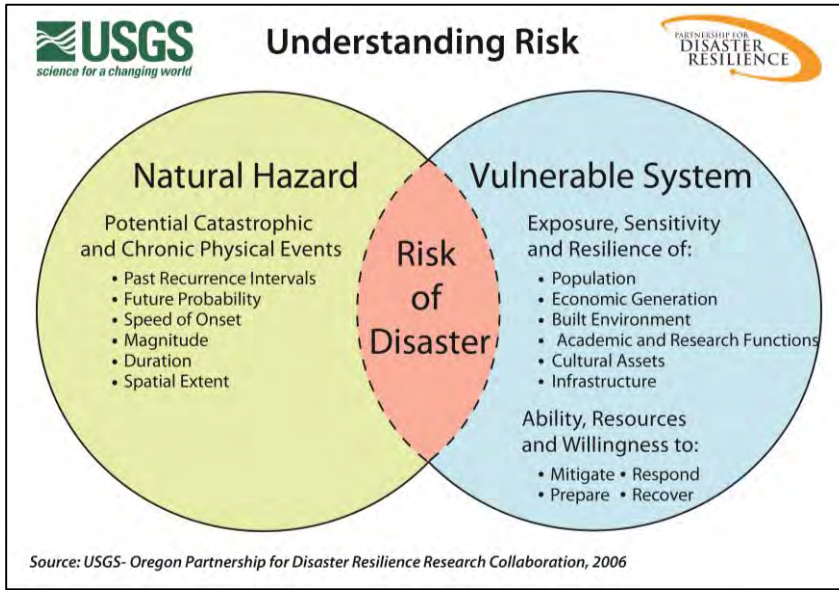 USGS
science for a changing world
Understanding Risk
PARTNERSHIP FOR
DISASTER
RESILIENCE
Natural Hazard
Potential Catastrophic
and Chronic Physical Events
• Past Recurrence Intervals
• Future Probability
• Speed of Onset
• Magnitude
• Duration
• Spatial Extent
Risk
of
Disaster
Vulnerable System
Exposure, Sensitivity
and Resilience of:
• Population
• Economic Generation
• Built Environment
• Academic and Research Functions
• Cultural Assets
• Infrastructure
Ability, Resources
and Willingness to:
• Mitigate • Respond
• Prepare • Recover
Source: USGS- Oregon Partnership for Disaster Resilience Research Collaboration, 2006